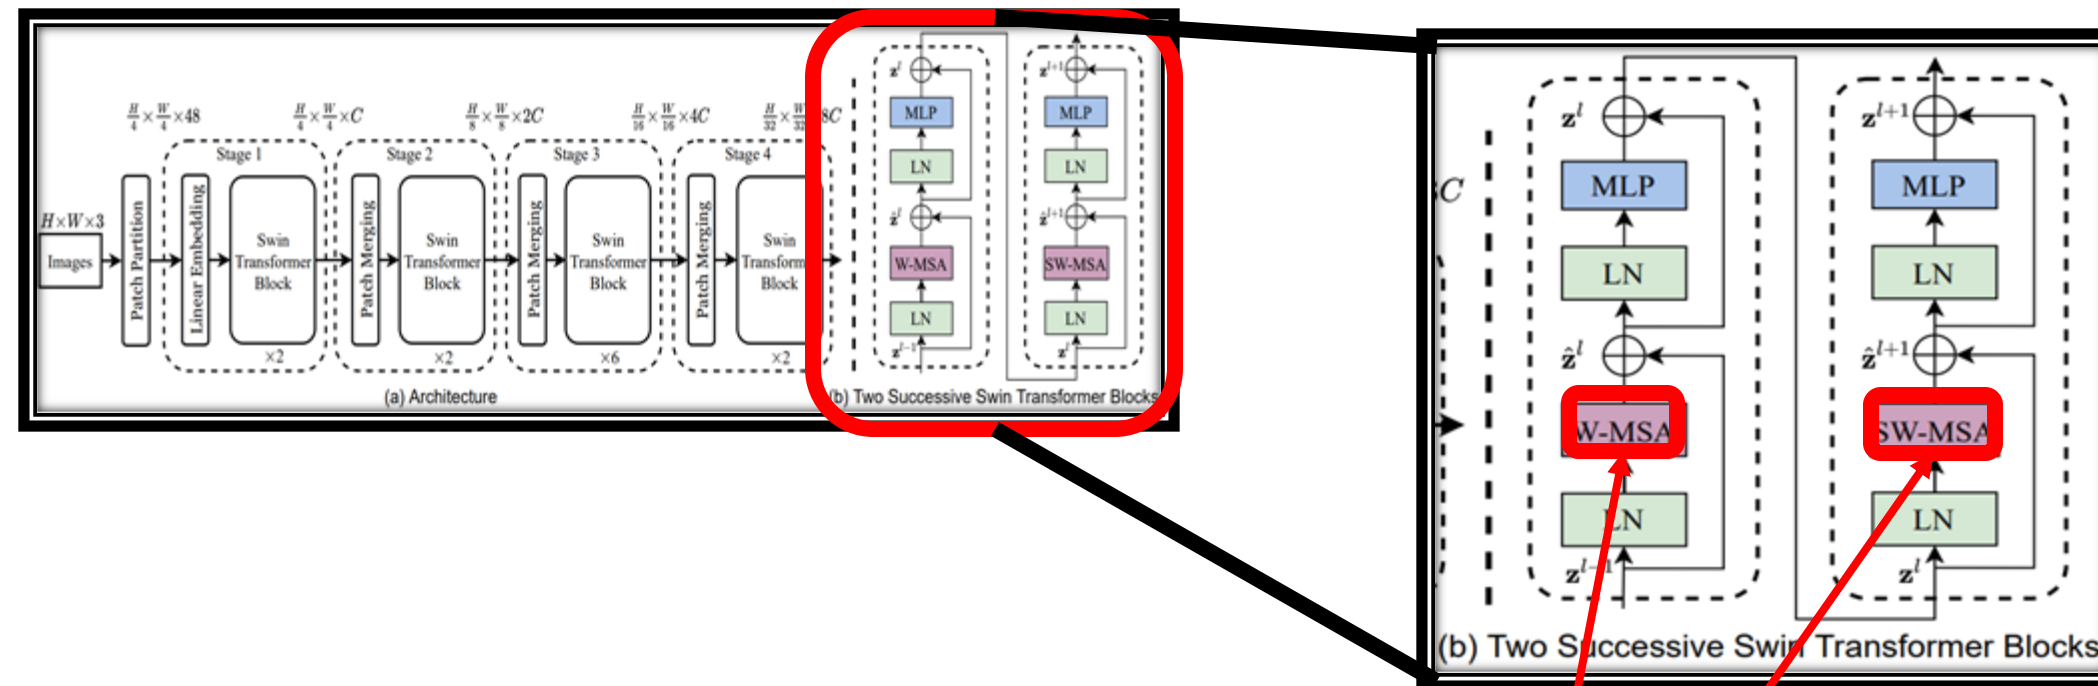 H/4 × W/4 × 48
H/4 × W/4 × C
H/8 × W/8 × 2C
H/16 × W/16 × 4C
H/32 × W/32 8C
Stage 1
Stage 2
Stage 3
Stage 4
H×W×3
Images
Patch Partition
Linear Embedding
Swin
Transformer
Block
×2
Patch Merging
Swin
Transformer
Block
×2
Patch Merging
Swin
Transformer
Block
×6
Patch Merging
Swin
Transform
Block
×2
(a) Architecture
z^l
MLP
LN
ẑ^l
W-MSA
LN
z^l-1
z^l+1
MLP
LN
ẑ^l+1
SW-MSA
LN
z^l
(b) Two Successive Swin Transformer Blocks
C
z^l
MLP
LN
ẑ^l
W-MSA
LN
z^l-1
z^l+1
MLP
LN
ẑ^l+1
SW-MSA
LN
z^l
(b) Two Successive Swin Transformer Blocks